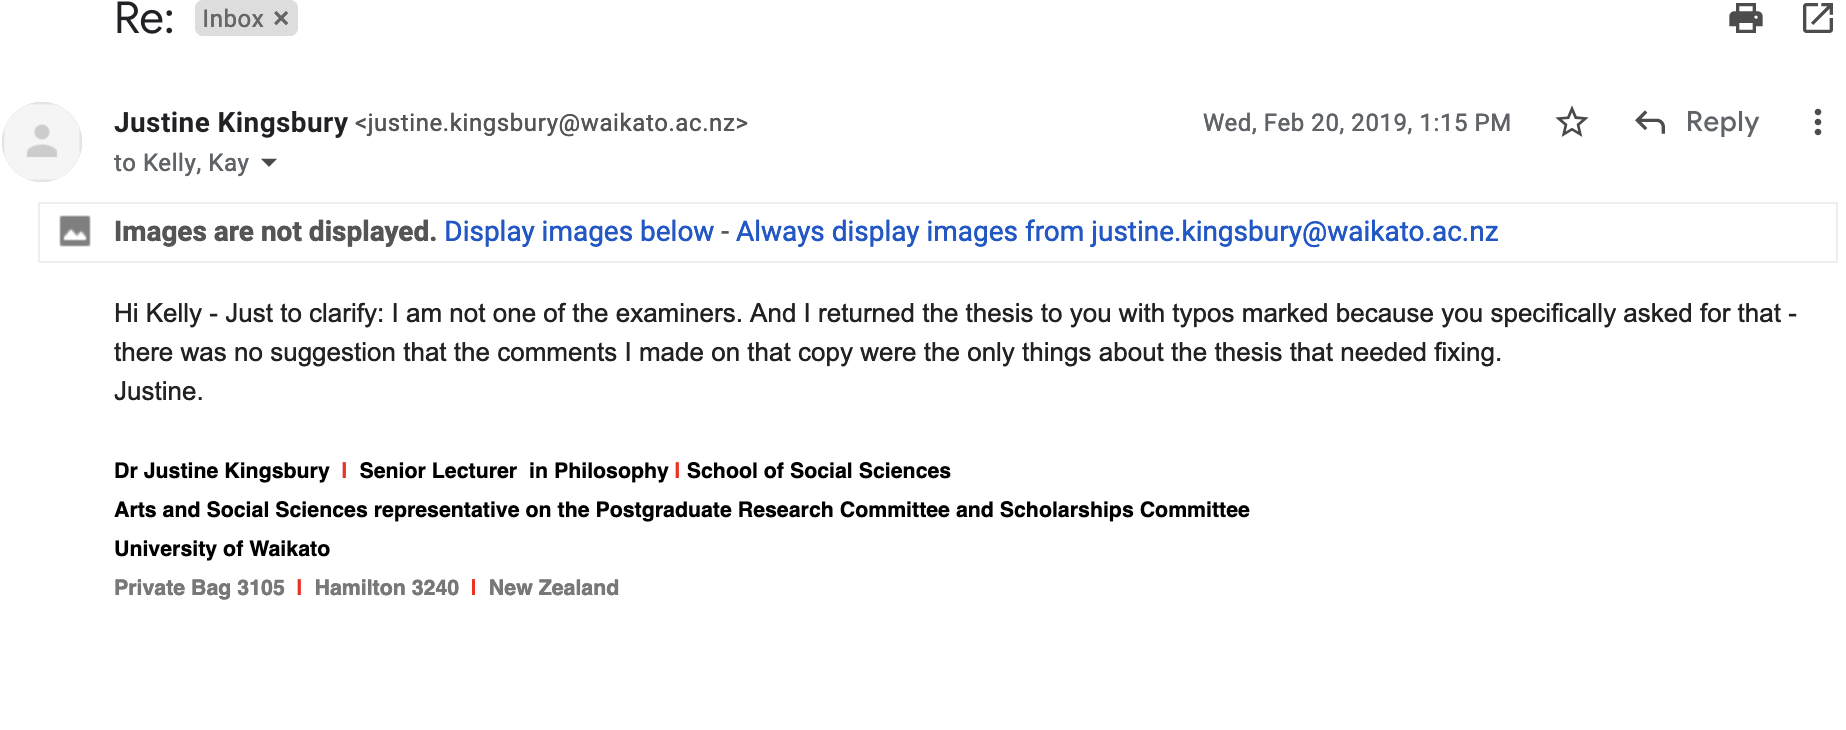 Re: Inbox ×
Justine Kingsbury <justine.kingsbury@waikato.ac.nz> Wed, Feb 20, 2019, 1:15 PM Reply
to Kelly, Kay
Images are not displayed. Display images below - Always display images from justine.kingsbury@waikato.ac.nz
Hi Kelly - Just to clarify: I am not one of the examiners. And I returned the thesis to you with typos marked because you specifically asked for that -
there was no suggestion that the comments I made on that copy were the only things about the thesis that needed fixing.
Justine.
Dr Justine Kingsbury I Senior Lecturer in Philosophy I School of Social Sciences
Arts and Social Sciences representative on the Postgraduate Research Committee and Scholarships Committee
University of Waikato
Private Bag 3105 I Hamilton 3240 I New Zealand